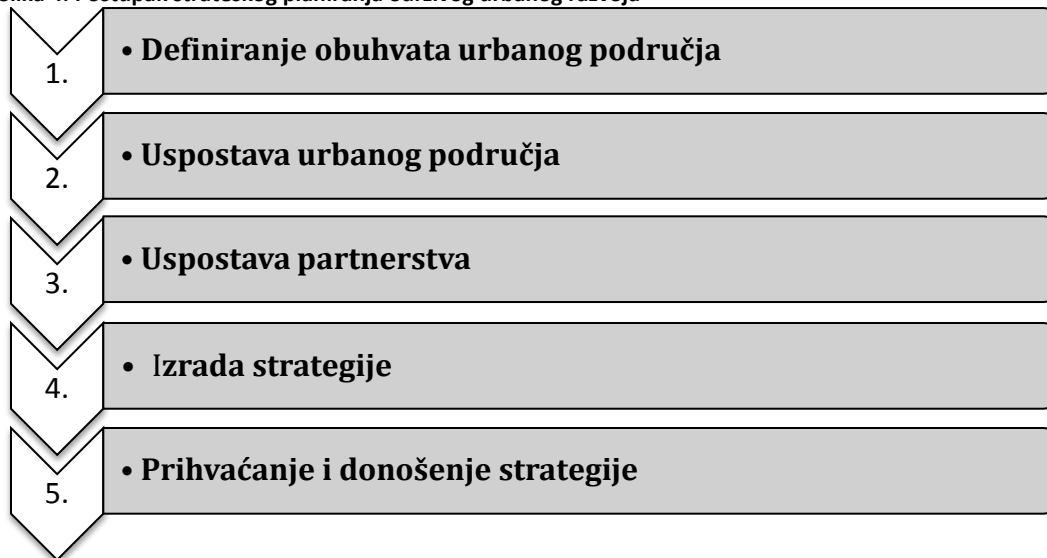 1.
• Definiranje obuhvata urbanog područja
2.
• Uspostava urbanog područja
3.
• Uspostava partnerstva
4.
• Izrada strategije
5.
• Prihvaćanje i donošenje strategije